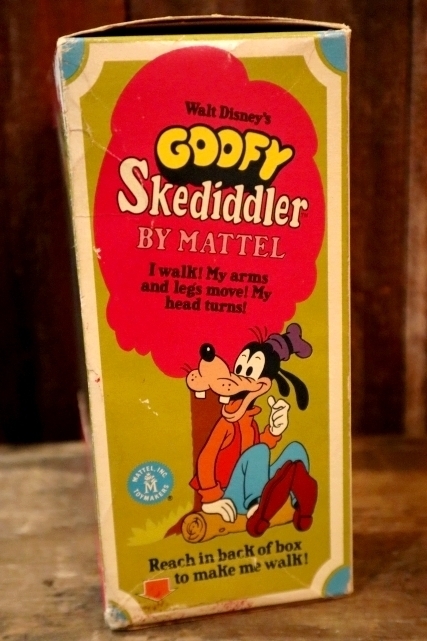 Walt Disney's
GOOFY
Skediddler
BY MATTEL
I walk! My arms
and legs move! My
head turns!
MATTEL, INC.
M
TOYMAKERS
®
Reach in back of box
to make me walk!